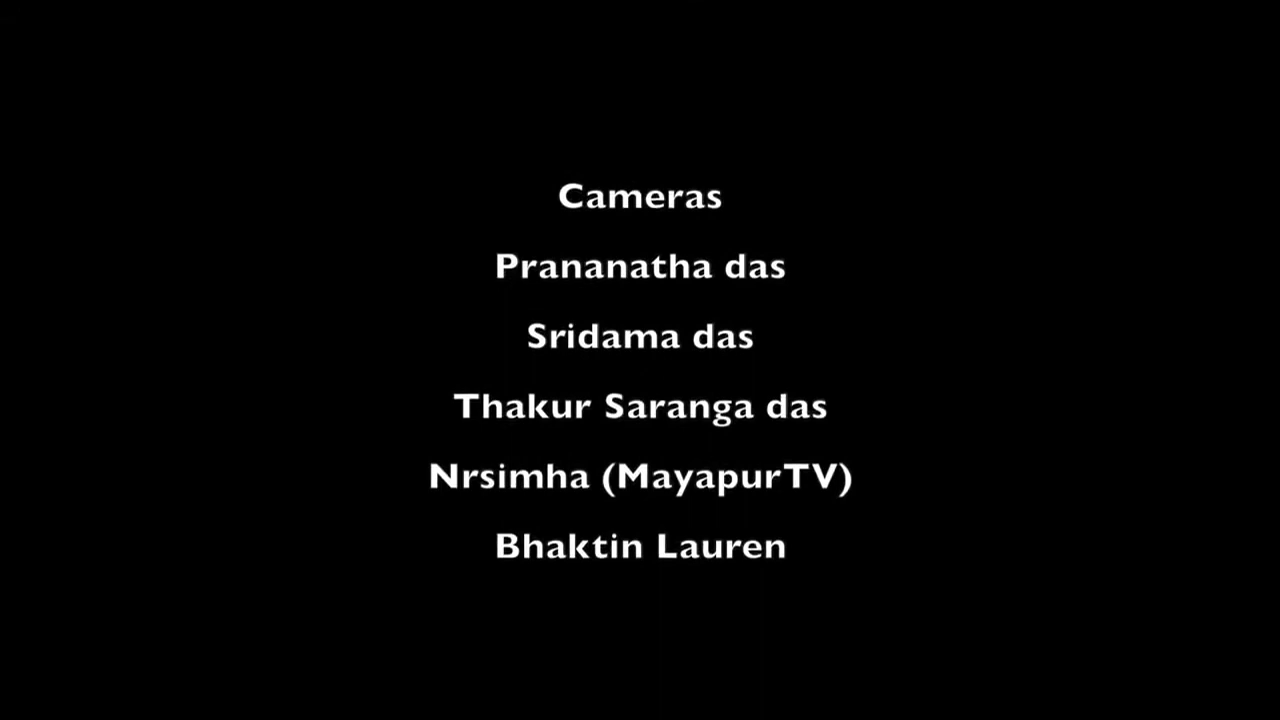 Cameras
Prananatha das
Sridama das
Thakur Saranga das
Nrsimha (MayapurTV)
Bhaktin Lauren